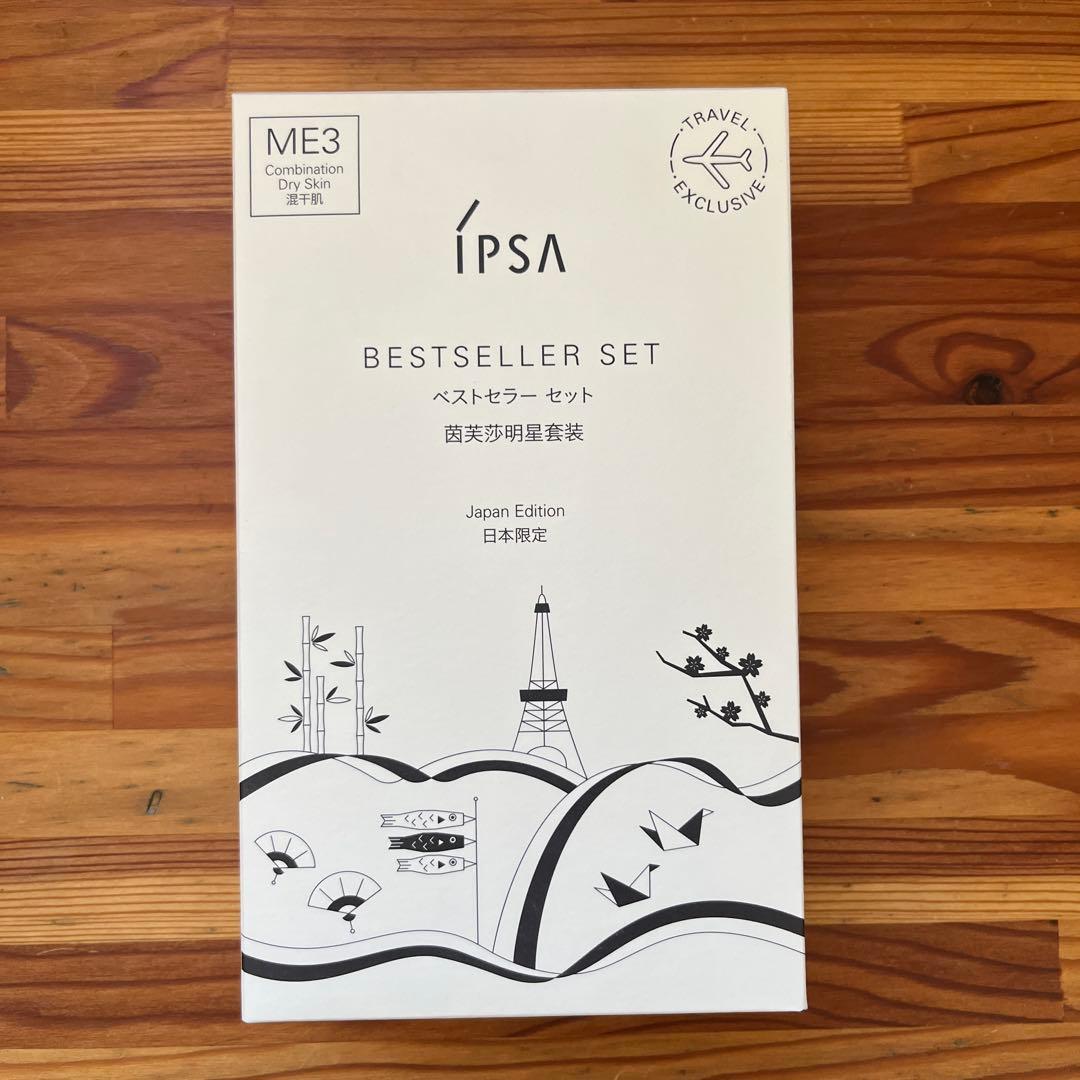 ME3
Combination
Dry Skin
混干肌
·TRAVEL·
·EXCLUSIVE·
ÍPSA
BESTSELLER SET
ベストセラー セット
茵芙莎明星套装
Japan Edition
日本限定